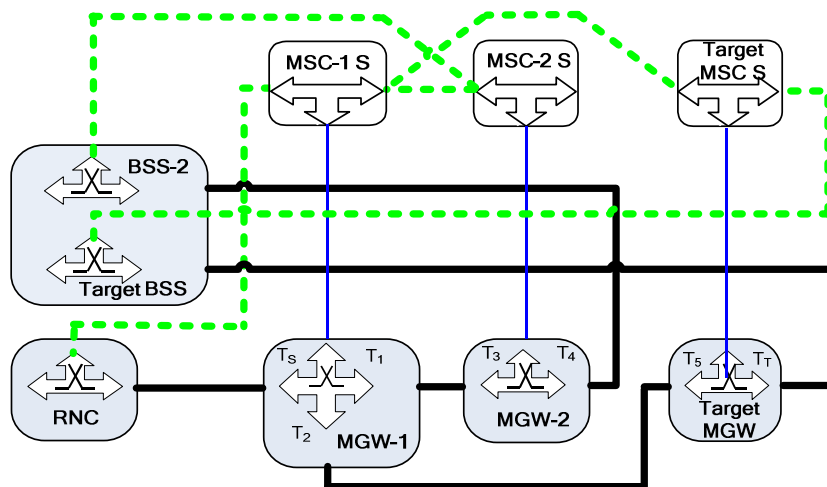 MSC-1 S
MSC-2 S
Target
MSC S
BSS-2
Target BSS
TS
T1
T2
T3
T4
T5
TT
RNC
MGW-1
MGW-2
Target
MGW